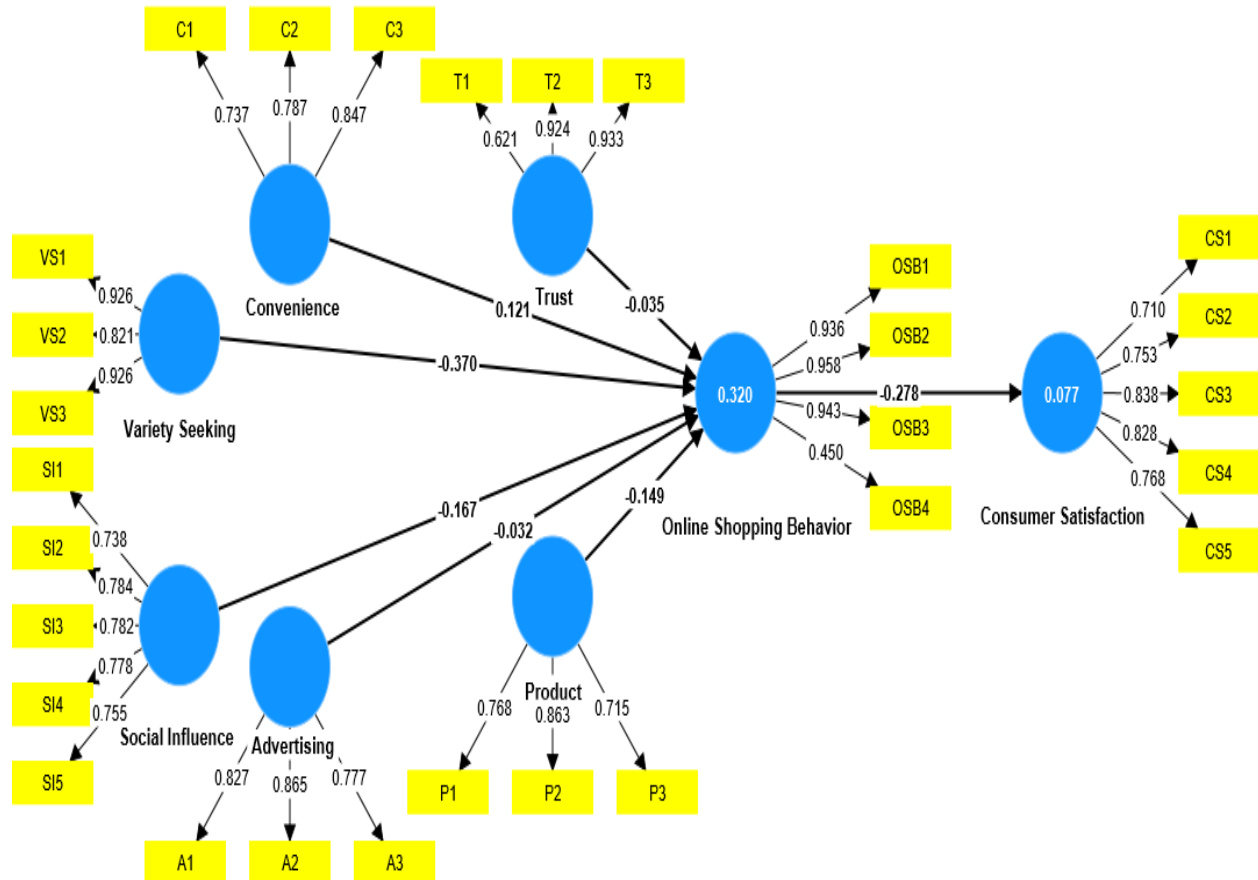 C1
C2
C3
0.737
0.787
0.847
T1
T2
T3
0.621
0.924
0.933
Convenience
Trust
VS1
VS2
VS3
0.926
0.821
0.926
Variety Seeking
0.121
-0.035
-0.370
-0.167
-0.032
-0.149
0.320
-0.278
0.077
OSB1
OSB2
OSB3
OSB4
0.936
0.958
0.943
0.450
Online Shopping Behavior
CS1
CS2
CS3
CS4
CS5
0.710
0.753
0.838
0.828
0.768
Consumer Satisfaction
SI1
SI2
SI3
SI4
SI5
0.738
0.784
0.782
0.778
0.755
Social Influence
Advertising
0.827
0.865
0.777
A1
A2
A3
Product
0.768
0.863
0.715
P1
P2
P3